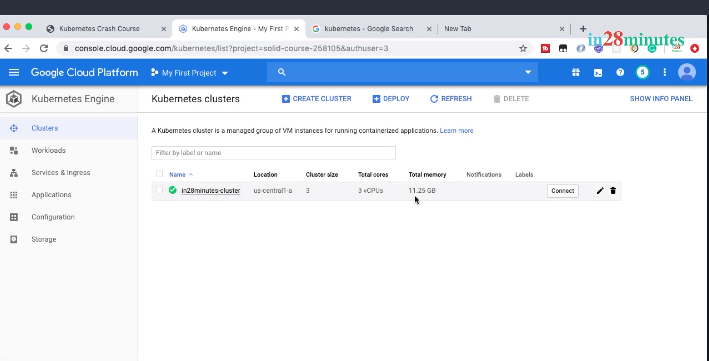 Kubernetes Crash Course
Kubernetes Engine - My First P
kubernetes - Google Search
New Tab
in28minutes
console.cloud.google.com/kubernetes/list?project=solid-course-258105&authuser=3
Google Cloud Platform
My First Project
5
Kubernetes Engine
Kubernetes clusters
CREATE CLUSTER
DEPLOY
REFRESH
DELETE
SHOW INFO PANEL
Clusters
Workloads
Services & Ingress
Applications
Configuration
Storage
A Kubernetes cluster is a managed group of VM instances for running containerized applications. Learn more
Filter by label or name
Name Location Cluster size Total cores Total memory Notifications Labels
in28minutes-cluster us-central1-a 3 3 vCPUs 11.25 GB Connect